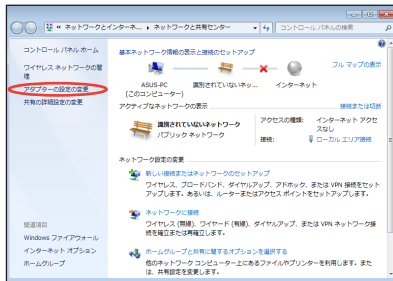 « ネットワークとインターネ... ▸ ネットワークと共有センター
コントロール パネルの検索
コントロール パネル ホーム
ワイヤレス ネットワークの管
理
アダプターの設定の変更
共有の詳細設定の変更
関連項目
Windows ファイアウォール
インターネット オプション
ホームグループ
基本ネットワーク情報の表示と接続のセットアップ
フル マップの表示
ASUS-PC
(このコンピューター)
識別されていないネッ...
インターネット
アクティブなネットワークの表示
接続または切断
識別されていないネットワーク
パブリック ネットワーク
アクセスの種類: インターネット アクセ
スなし
接続: ローカル エリア接続
ネットワーク設定の変更
新しい接続またはネットワークのセットアップ
ワイヤレス、ブロードバンド、ダイヤルアップ、アドホック、または VPN 接続をセット
アップします。あるいは、ルーターまたはアクセス ポイントをセットアップします。
ネットワークに接続
ワイヤレス (無線)、ワイヤード (有線)、ダイヤルアップ、または VPN ネットワーク接
続を確立または再確立します。
ホームグループと共有に関するオプションを選択する
他のネットワーク コンピューター上にあるファイルやプリンターを利用します。また
は、共有設定を変更します。